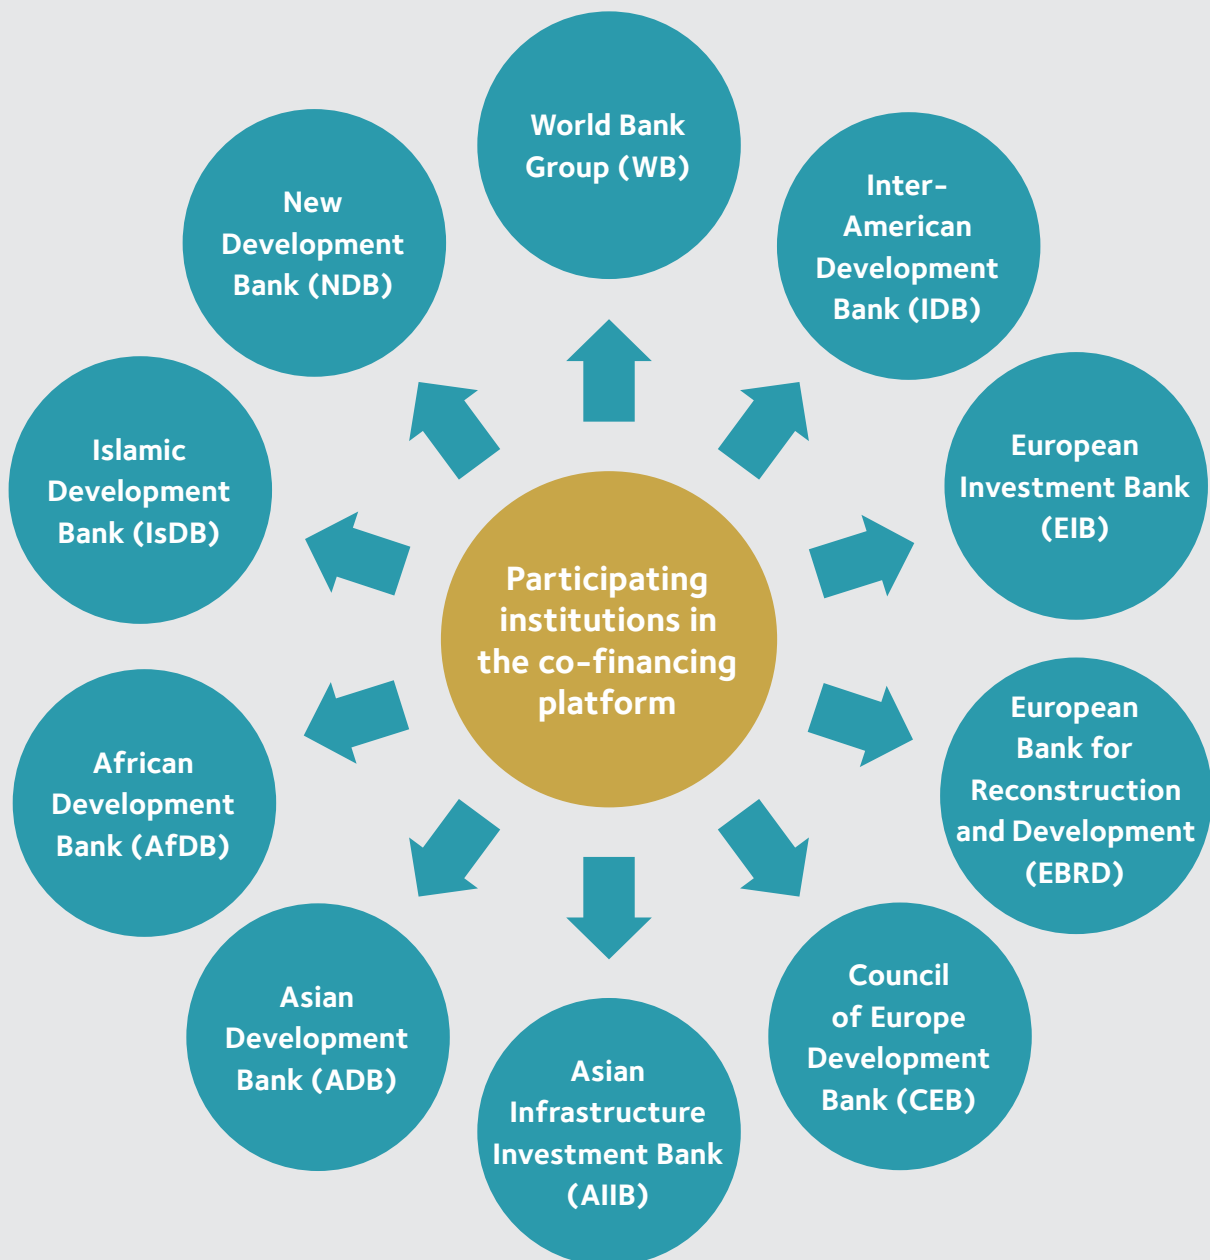 World Bank
Group (WB)
Inter-
American
Development
Bank (IDB)
European
Investment Bank
(EIB)
European
Bank for
Reconstruction
and Development
(EBRD)
Council
of Europe
Development
Bank (CEB)
Asian
Infrastructure
Investment Bank
(AIIB)
Asian
Development
Bank (ADB)
African
Development
Bank (AfDB)
Islamic
Development
Bank (IsDB)
New
Development
Bank (NDB)
Participating
institutions in
the co-financing
platform